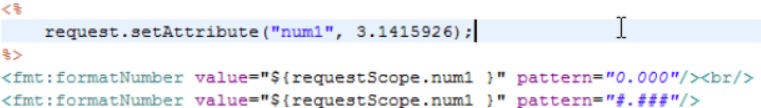 <%
    request.setAttribute("num1", 3.1415926);
%>
<fmt:formatNumber value="${requestScope.num1 }" pattern="0.000"/><br/>
<fmt:formatNumber value="${requestScope.num1 }" pattern="#.###"/>